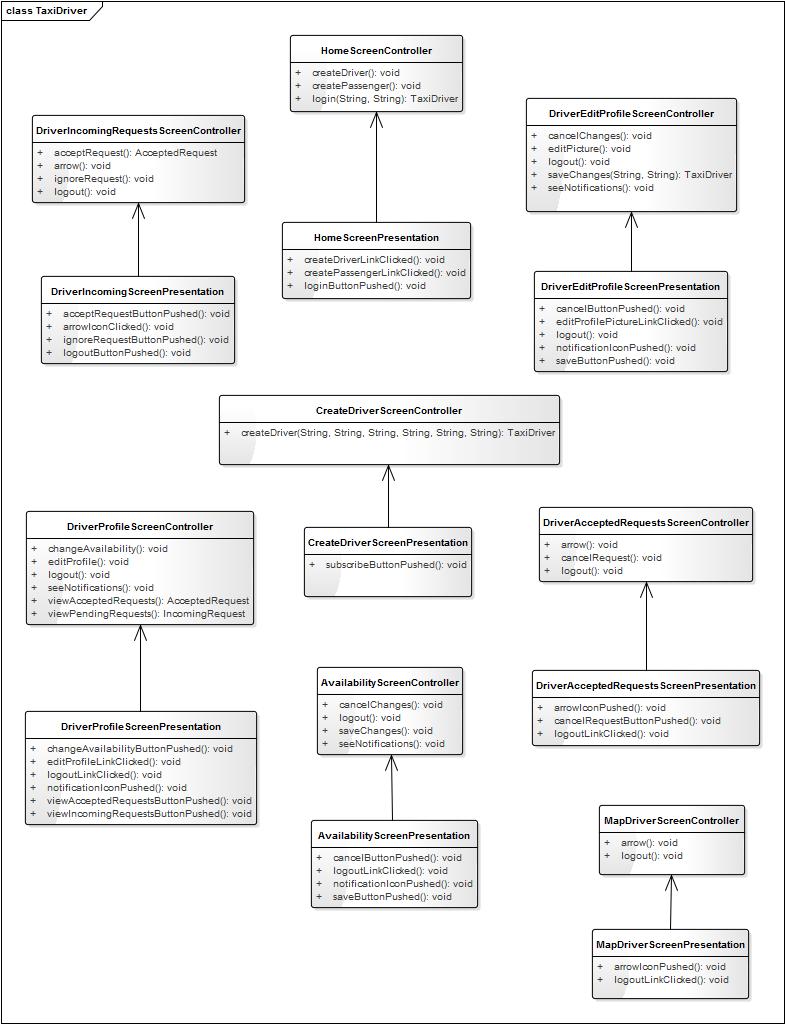 class TaxiDriver
HomeScreenController
+ createDriver(): void
+ createPassenger(): void
+ login(String, String): TaxiDriver
DriverIncomingRequestsScreenController
+ acceptRequest(): AcceptedRequest
+ arrow(): void
+ ignoreRequest(): void
+ logout(): void
DriverEditProfileScreenController
+ cancelChanges(): void
+ editPicture(): void
+ logout(): void
+ saveChanges(String, String): TaxiDriver
+ seeNotifications(): void
HomeScreenPresentation
+ createDriverLinkClicked(): void
+ createPassengerLinkClicked(): void
+ loginButtonPushed(): void
DriverIncomingScreenPresentation
+ acceptRequestButtonPushed(): void
+ arrowIconClicked(): void
+ ignoreRequestButtonPushed(): void
+ logoutButtonPushed(): void
DriverEditProfileScreenPresentation
+ cancelButtonPushed(): void
+ editProfilePictureLinkClicked(): void
+ logout(): void
+ notificationIconPushed(): void
+ saveButtonPushed(): void
CreateDriverScreenController
+ createDriver(String, String, String, String, String, String): TaxiDriver
DriverProfileScreenController
+ changeAvailability(): void
+ editProfile(): void
+ logout(): void
+ seeNotifications(): void
+ viewAcceptedRequests(): AcceptedRequest
+ viewPendingRequests(): IncomingRequest
CreateDriverScreenPresentation
+ subscribeButtonPushed(): void
DriverAcceptedRequestsScreenController
+ arrow(): void
+ cancelRequest(): void
+ logout(): void
AvailabilityScreenController
+ cancelChanges(): void
+ logout(): void
+ saveChanges(): void
+ seeNotifications(): void
DriverAcceptedRequestsScreenPresentation
+ arrowIconPushed(): void
+ cancelRequestButtonPushed(): void
+ logoutLinkClicked(): void
DriverProfileScreenPresentation
+ changeAvailabilityButtonPushed(): void
+ editProfileLinkClicked(): void
+ logoutLinkClicked(): void
+ notificationIconPushed(): void
+ viewAcceptedRequestsButtonPushed(): void
+ viewIncomingRequestsButtonPushed(): void
AvailabilityScreenPresentation
+ cancelButtonPushed(): void
+ logoutLinkClicked(): void
+ notificationIconPushed(): void
+ saveButtonPushed(): void
MapDriverScreenController
+ arrow(): void
+ logout(): void
MapDriverScreenPresentation
+ arrowIconPushed(): void
+ logoutLinkClicked(): void